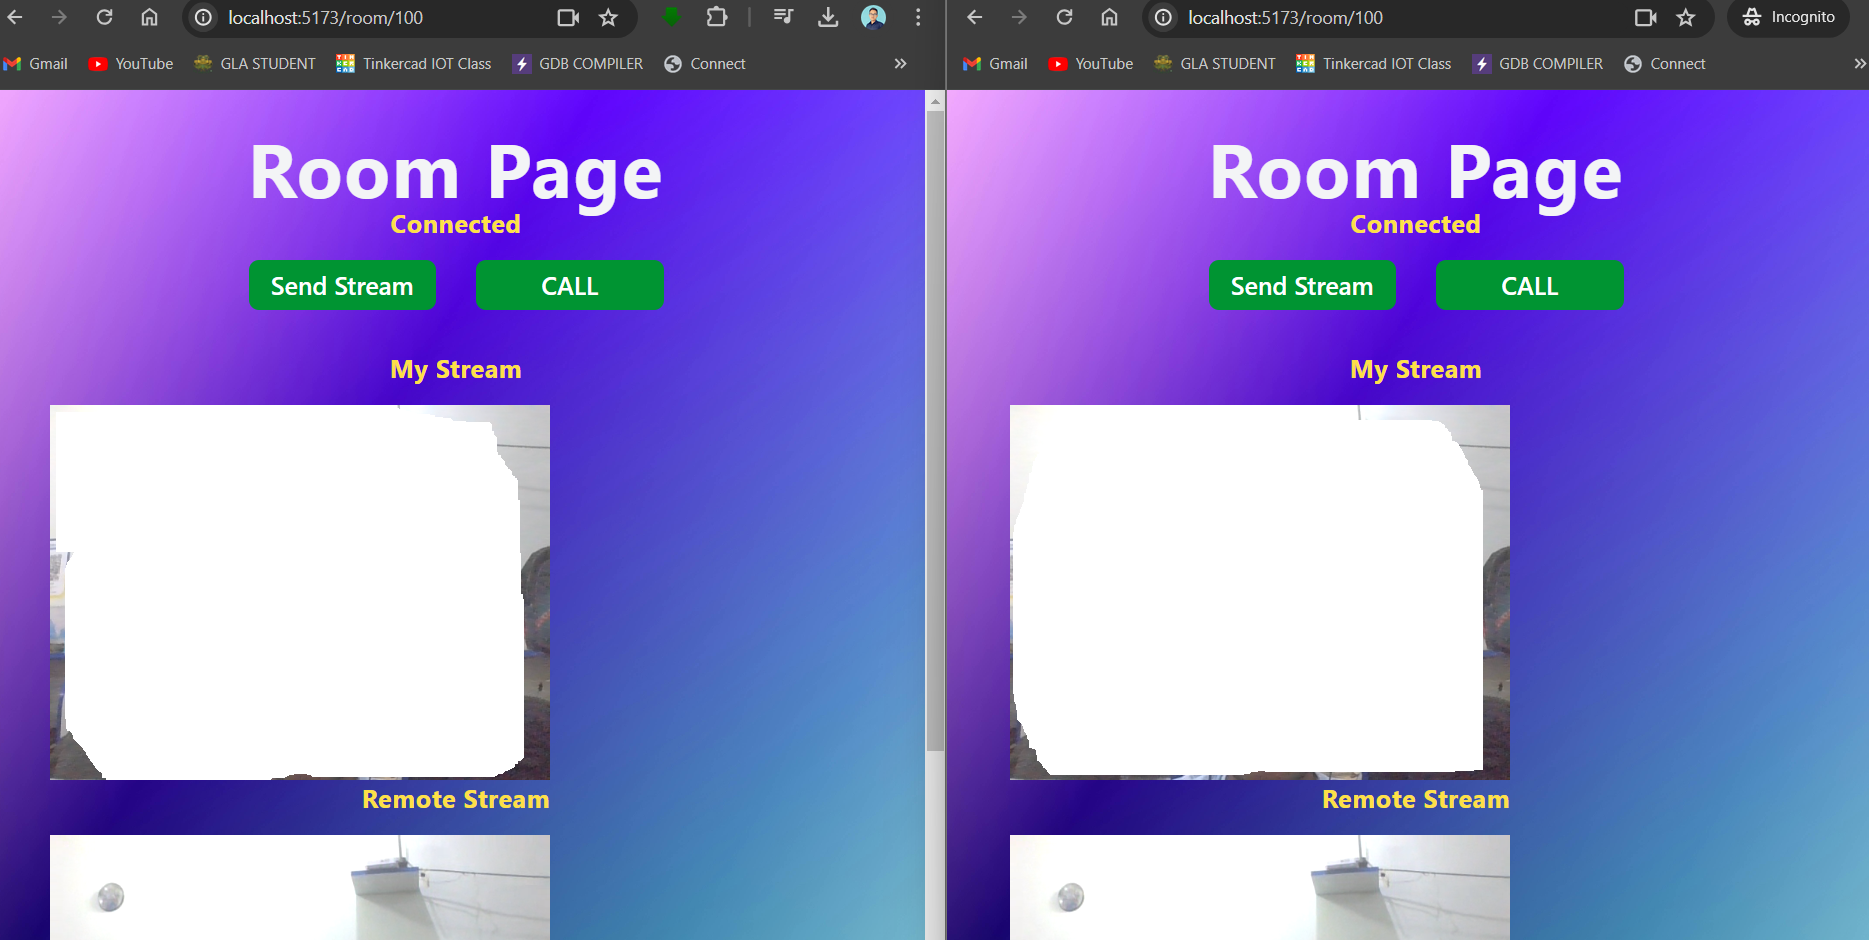 localhost:5173/room/100
Gmail YouTube GLA STUDENT Tinkercad IOT Class GDB COMPILER Connect »
Room Page
Connected
Send Stream CALL
My Stream
Remote Stream
localhost:5173/room/100 Incognito
Gmail YouTube GLA STUDENT Tinkercad IOT Class GDB COMPILER Connect »
Room Page
Connected
Send Stream CALL
My Stream
Remote Stream